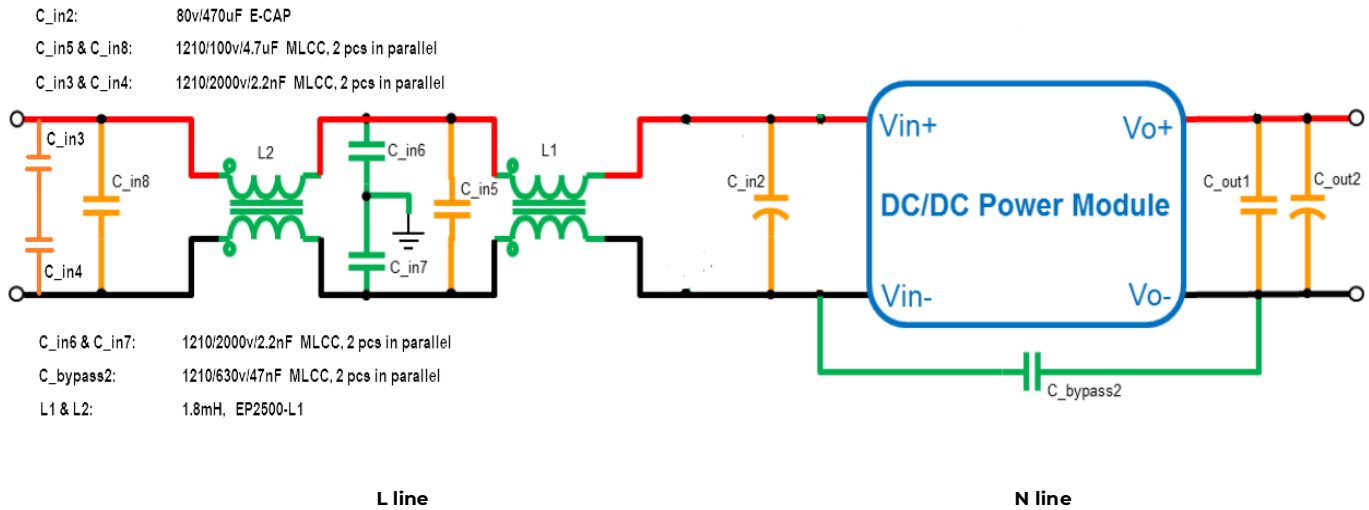 C_in2: 80v/470uF E-CAP
C_in5 & C_in8: 1210/100v/4.7uF MLCC, 2 pcs in parallel
C_in3 & C_in4: 1210/2000v/2.2nF MLCC, 2 pcs in parallel
C_in3
C_in8
C_in4
L2
C_in6
C_in7
C_in5
L1
C_in2
Vin+
Vo+
DC/DC Power Module
Vin-
Vo-
C_out1
C_out2
C_bypass2
C_in6 & C_in7: 1210/2000v/2.2nF MLCC, 2 pcs in parallel
C_bypass2: 1210/630v/47nF MLCC, 2 pcs in parallel
L1 & L2: 1.8mH, EP2500-L1
L line
N line